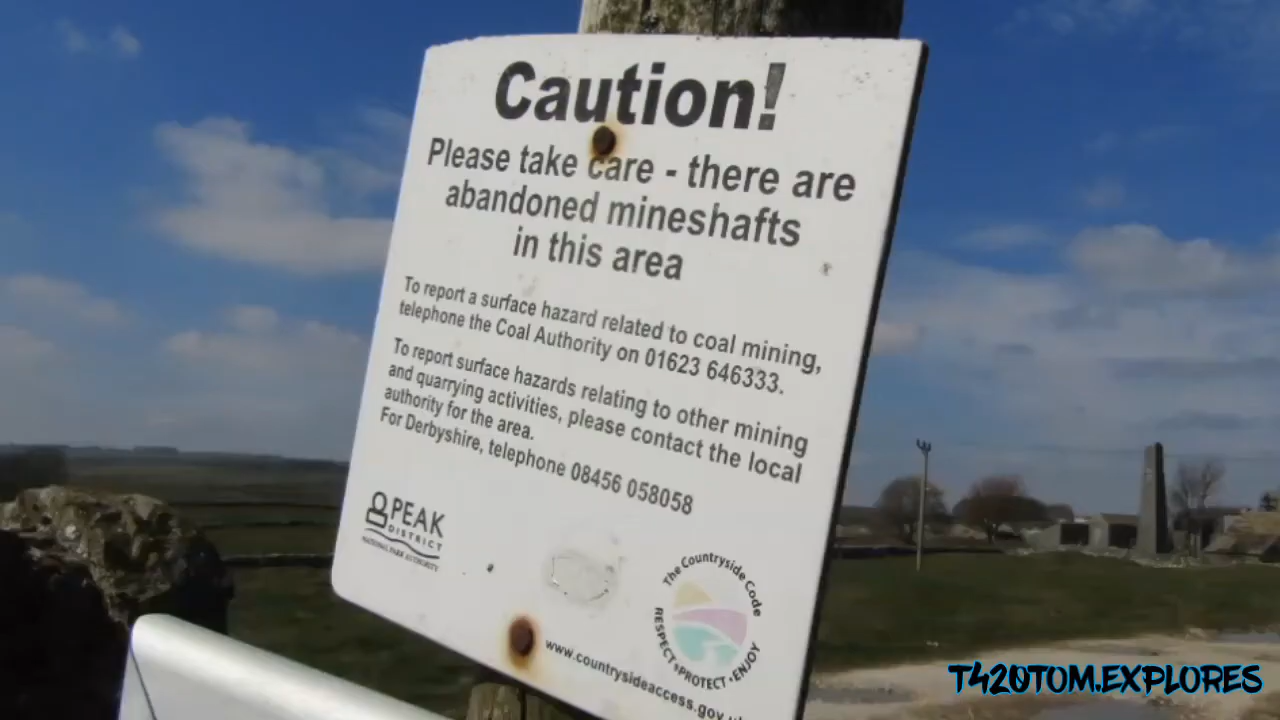 Caution!
Please take care - there are
abandoned mineshafts
in this area
To report a surface hazard related to coal mining,
telephone the Coal Authority on 01623 646333.
To report surface hazards relating to other mining
and quarrying activities, please contact the local
authority for the area.
For Derbyshire, telephone 08456 058058
PEAK
DISTRICT
NATIONAL PARK AUTHORITY
The Countryside Code
RESPECT • PROTECT • ENJOY
www.countrysideaccess.gov.uk
T420TOM.EXPLORES